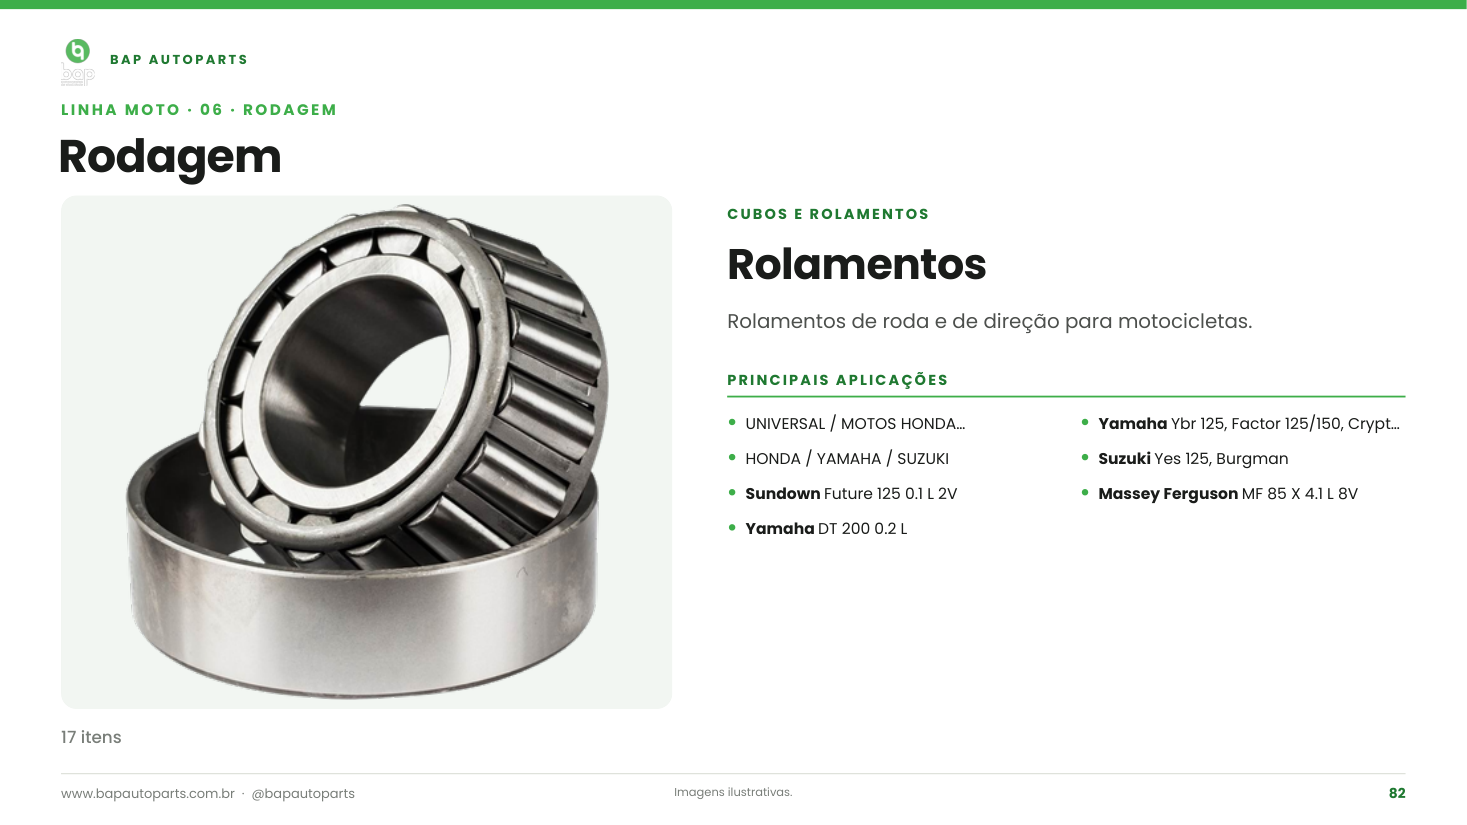 bap
BAP AUTOPARTS
LINHA MOTO · 06 · RODAGEM
Rodagem
CUBOS E ROLAMENTOS
Rolamentos
Rolamentos de roda e de direção para motocicletas.
PRINCIPAIS APLICAÇÕES
• UNIVERSAL / MOTOS HONDA…
• HONDA / YAMAHA / SUZUKI
• Sundown Future 125 0.1 L 2V
• Yamaha DT 200 0.2 L
• Yamaha Ybr 125, Factor 125/150, Crypt…
• Suzuki Yes 125, Burgman
• Massey Ferguson MF 85 X 4.1 L 8V
17 itens
www.bapautoparts.com.br · @bapautoparts
Imagens ilustrativas.
82